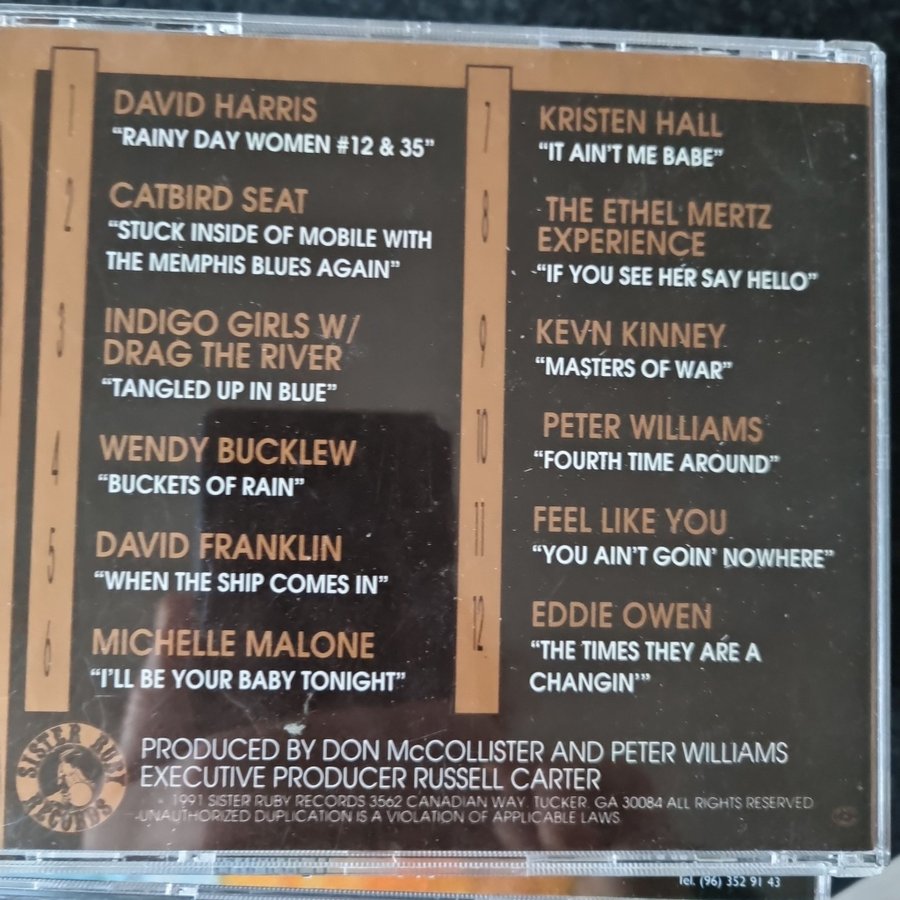 1
DAVID HARRIS
"RAINY DAY WOMEN #12 & 35"
2
CATBIRD SEAT
"STUCK INSIDE OF MOBILE WITH
THE MEMPHIS BLUES AGAIN"
3
INDIGO GIRLS W/
DRAG THE RIVER
"TANGLED UP IN BLUE"
4
WENDY BUCKLEW
"BUCKETS OF RAIN"
5
DAVID FRANKLIN
"WHEN THE SHIP COMES IN"
6
MICHELLE MALONE
"I'LL BE YOUR BABY TONIGHT"
7
KRISTEN HALL
"IT AIN'T ME BABE"
8
THE ETHEL MERTZ
EXPERIENCE
"IF YOU SEE HER SAY HELLO"
9
KEVN KINNEY
"MASTERS OF WAR"
10
PETER WILLIAMS
"FOURTH TIME AROUND"
11
FEEL LIKE YOU
"YOU AIN'T GOIN' NOWHERE"
12
EDDIE OWEN
"THE TIMES THEY ARE A
CHANGIN'"
SISTER RUBY
RECORDS
PRODUCED BY DON McCOLLISTER AND PETER WILLIAMS
EXECUTIVE PRODUCER RUSSELL CARTER
1991 SISTER RUBY RECORDS 3562 CANADIAN WAY TUCKER, GA 30084 ALL RIGHTS RESERVED
UNAUTHORIZED DUPLICATION IS A VIOLATION OF APPLICABLE LAWS.
Tel. (96) 352 91 43